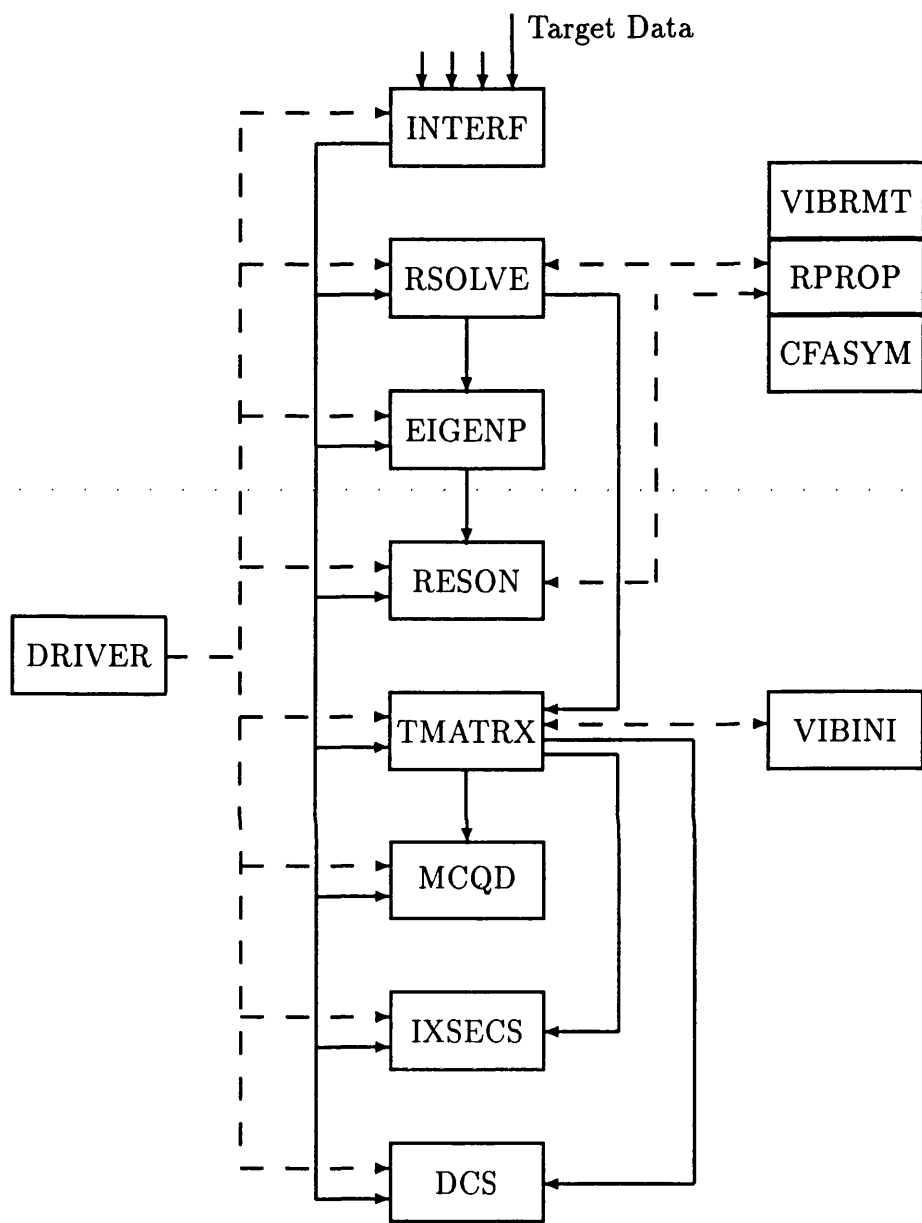 Target Data
INTERF
VIBRMT
RSOLVE
RPROP
CFASYM
EIGENP
RESON
DRIVER
TMATRX
VIBINI
MCQD
IXSECS
DCS